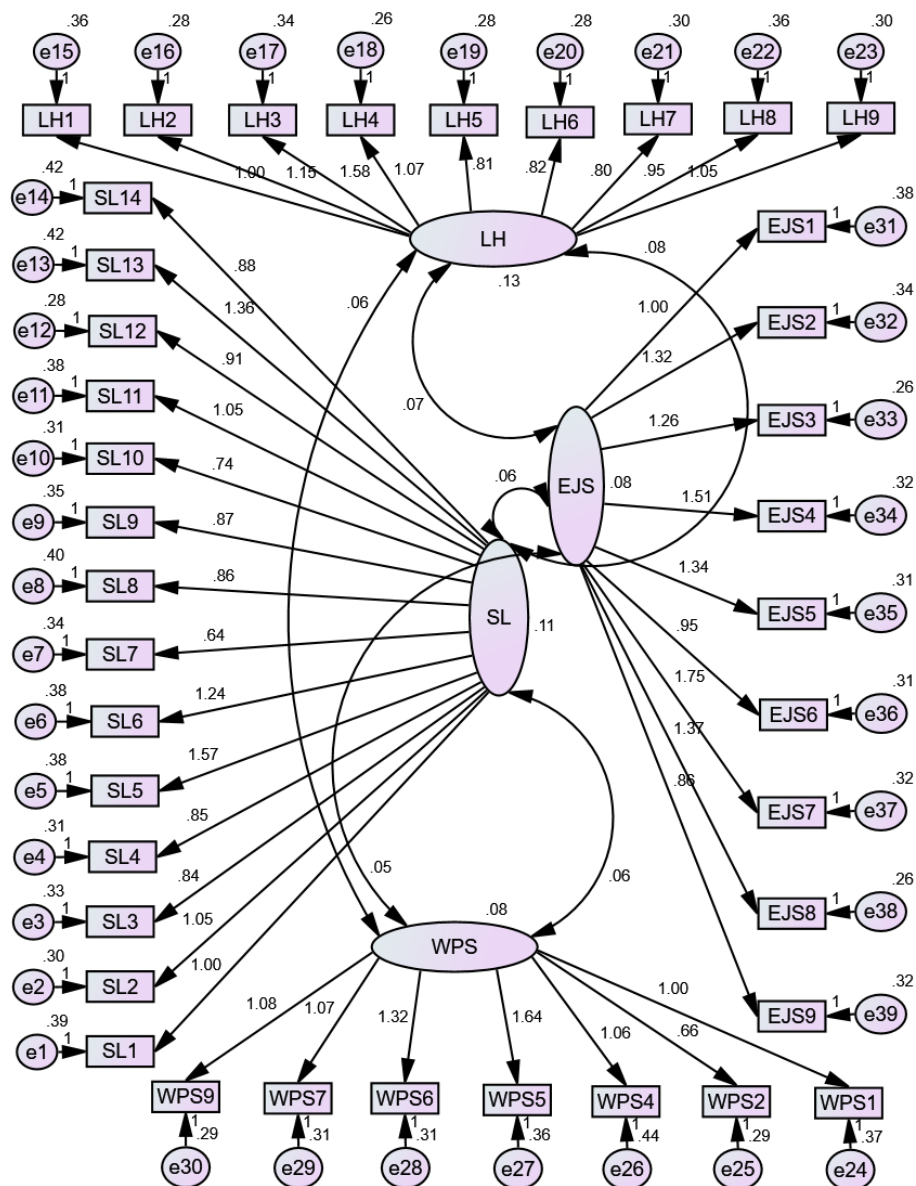 .36 .28 .34 .26 .28 .28 .30 .36 .30
e15 e16 e17 e18 e19 e20 e21 e22 e23
1 1 1 1 1 1 1 1 1
LH1 LH2 LH3 LH4 LH5 LH6 LH7 LH8 LH9
1.00 1.15 1.58 1.07 .81 .82 .80 .95 1.05
LH
.13
.42
e14 1 SL14
.88
.42
e13 1 SL13
1.36
.28
e12 1 SL12
.91
.38
e11 1 SL11
1.05
.31
e10 1 SL10
.74
.35
e9 1 SL9
.87
.40
e8 1 SL8
.86
.34
e7 1 SL7
.64
.38
e6 1 SL6
1.24
.38
e5 1 SL5
1.57
.31
e4 1 SL4
.85
.33
e3 1 SL3
.84
.30
e2 1 SL2
1.05
.39
e1 1 SL1
1.00
SL
.11
.06
.07
.08
.06
.05
.06
EJS
.08
.38
EJS1 1 e31
1.00
.34
EJS2 1 e32
1.32
.26
EJS3 1 e33
1.26
.32
EJS4 1 e34
1.51
.31
EJS5 1 e35
1.34
.31
EJS6 1 e36
.95
.32
EJS7 1 e37
1.75
.26
EJS8 1 e38
1.37
.32
EJS9 1 e39
.86
.08
WPS
1.08 1.07 1.32 1.64 1.06 .66 1.00
WPS9 WPS7 WPS6 WPS5 WPS4 WPS2 WPS1
1 1 1 1 1 1 1
.29 .31 .31 .36 .44 .29 .37
e30 e29 e28 e27 e26 e25 e24